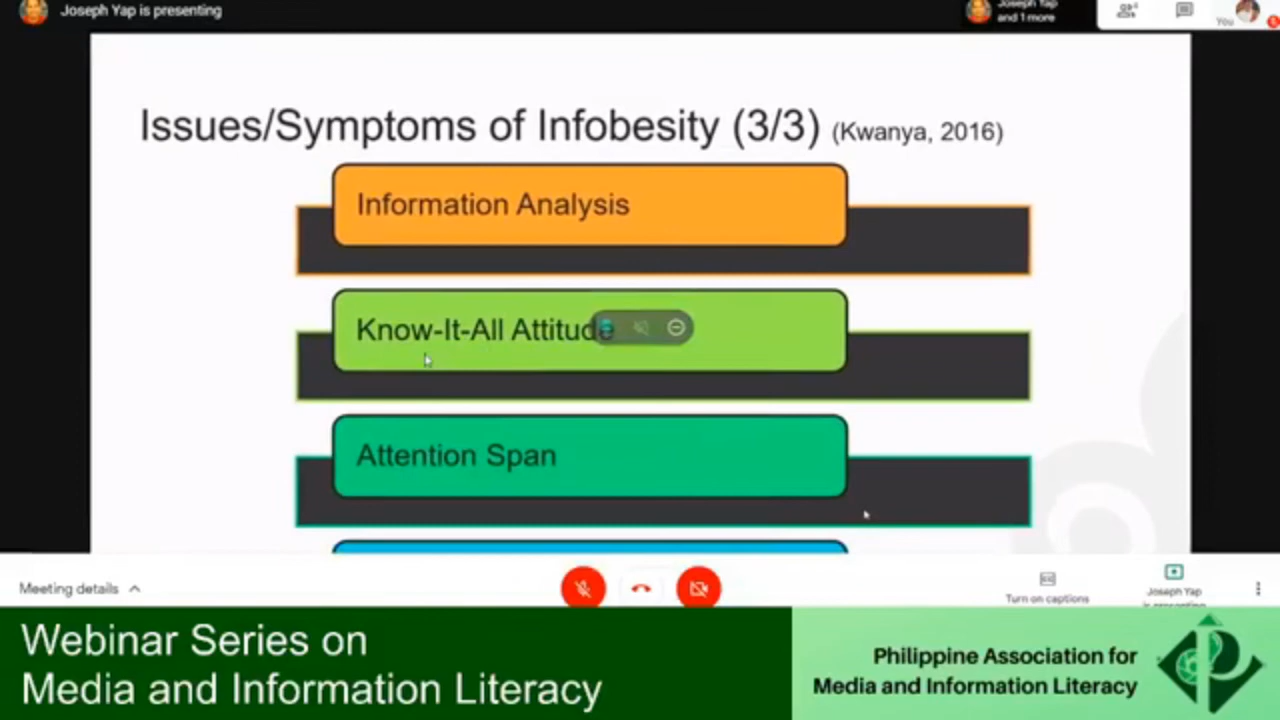 Joseph Yap is presenting
Joseph Yap
and 1 more
You
Issues/Symptoms of Infobesity (3/3) (Kwanya, 2016)
Information Analysis
Know-It-All Attitude
Attention Span
Meeting details
Turn on captions
Joseph Yap
is presenting
Webinar Series on
Media and Information Literacy
Philippine Association for
Media and Information Literacy